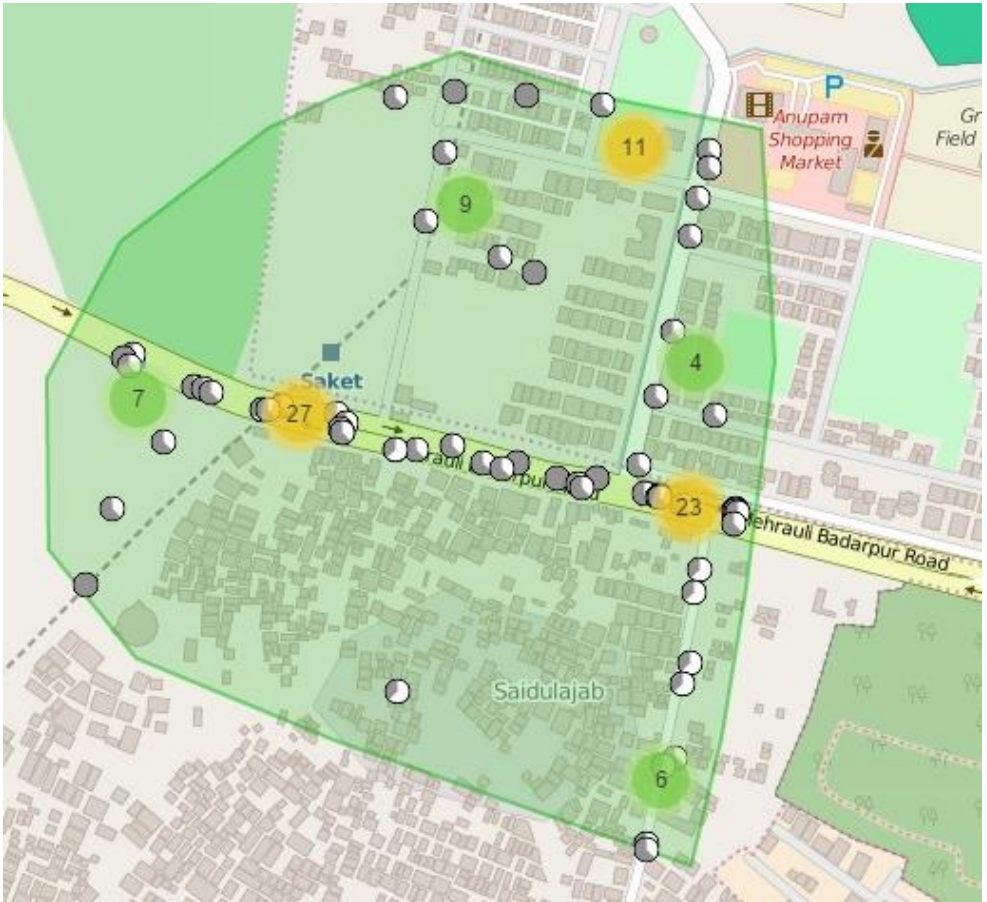 P
Anupam
Shopping
Market
Gr
Field
11
9
4
Saket
7
27
23
Mehrauli Badarpur Road
Saidulajab
6